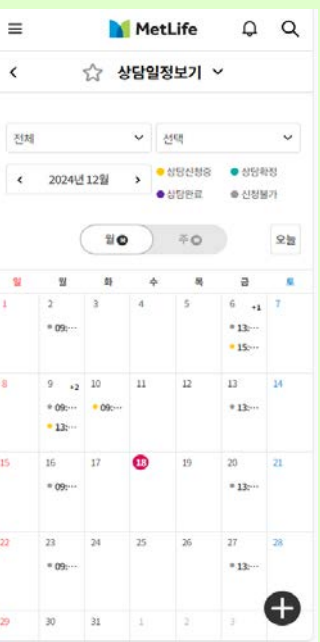 MetLife
상담일정보기
전체 선택
2024년 12월 상담신청중 상담확정
상담완료 신청불가
월 주 오늘
일 월 화 수 목 금 토
1 2 3 4 5 6 +1 7
09:··· 13:···
15:···
8 9 +2 10 11 12 13 14
09:··· 09:··· 13:···
13:···
15 16 17 18 19 20 21
09:··· 13:···
22 23 24 25 26 27 28
09:··· 13:···
29 30 31 1 2 3